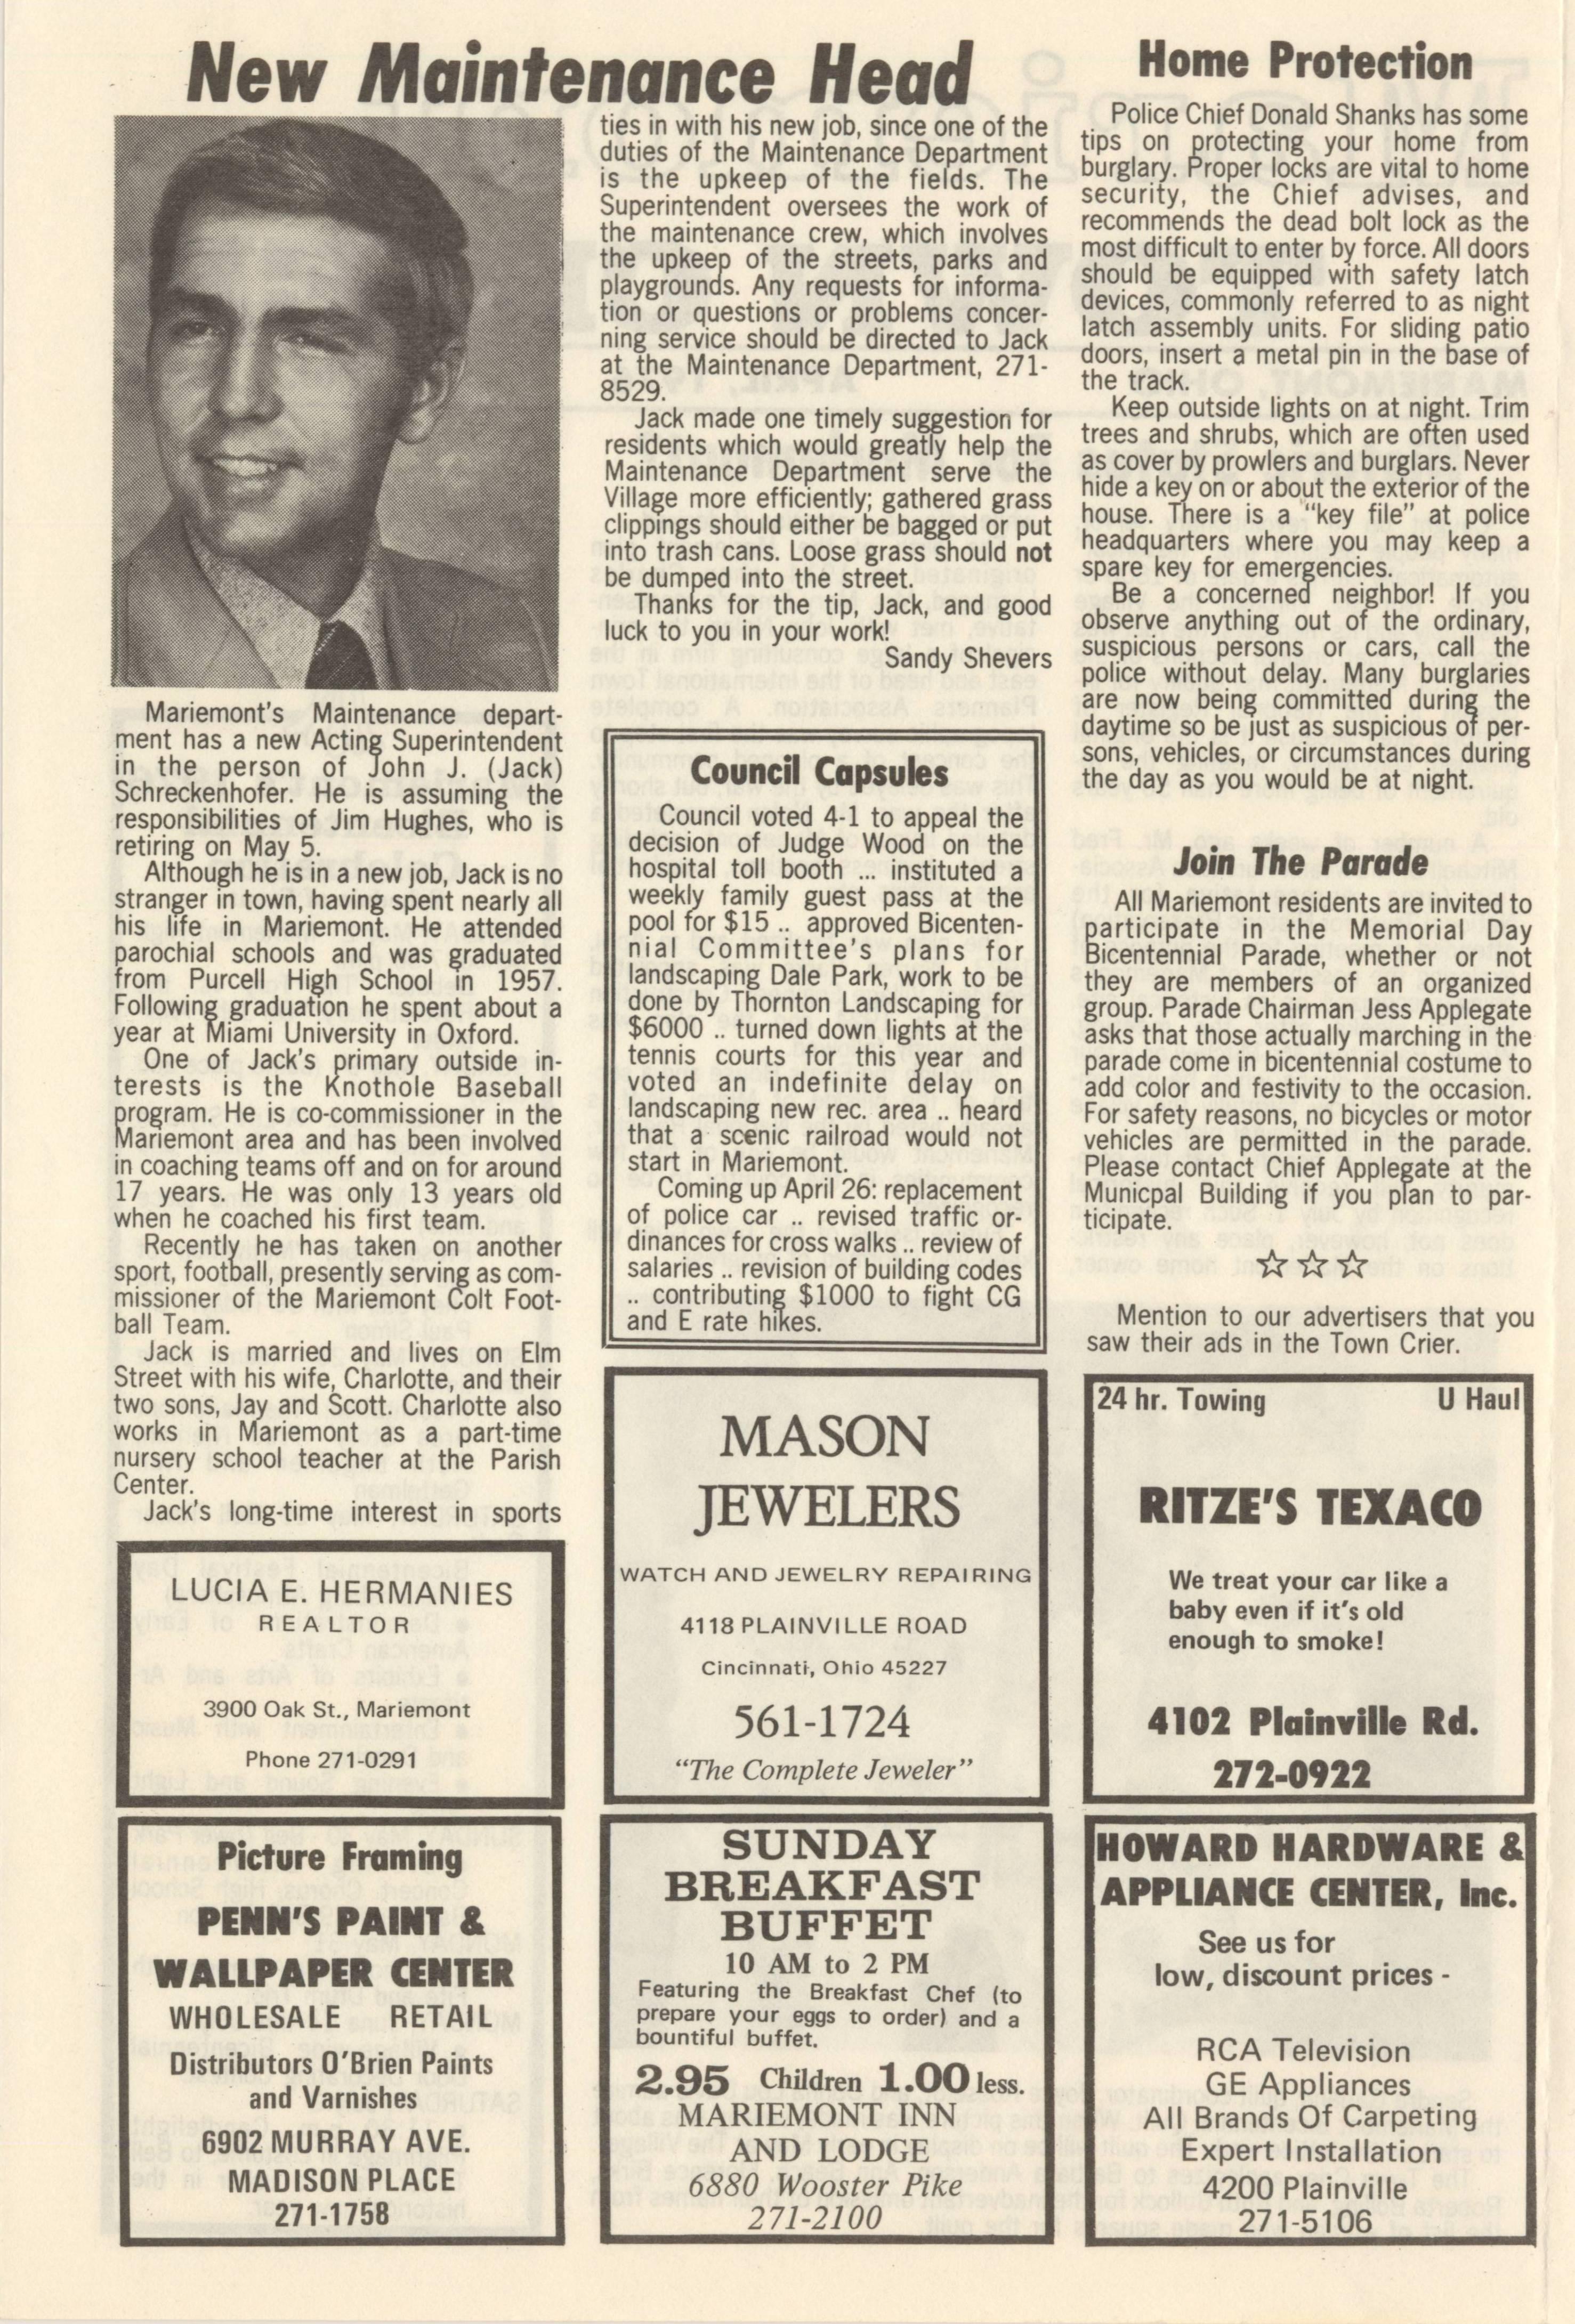 New Maintenance Head
Mariemont's Maintenance depart-
ment has a new Acting Superintendent
in the person of John J. (Jack)
Schreckenhofer. He is assuming the
responsibilities of Jim Hughes, who is
retiring on May 5.
Although he is in a new job, Jack is no
stranger in town, having spent nearly all
his life in Mariemont. He attended
parochial schools and was graduated
from Purcell High School in 1957.
Following graduation he spent about a
year at Miami University in Oxford.
One of Jack's primary outside in-
terests is the Knothole Baseball
program. He is co-commissioner in the
Mariemont area and has been involved
in coaching teams off and on for around
17 years. He was only 13 years old
when he coached his first team.
Recently he has taken on another
sport, football, presently serving as com-
missioner of the Mariemont Colt Foot-
ball Team.
Jack is married and lives on Elm
Street with his wife, Charlotte, and their
two sons, Jay and Scott. Charlotte also
works in Mariemont as a part-time
nursery school teacher at the Parish
Center.
Jack's long-time interest in sports
ties in with his new job, since one of the
duties of the Maintenance Department
is the upkeep of the fields. The
Superintendent oversees the work of
the maintenance crew, which involves
the upkeep of the streets, parks and
playgrounds. Any requests for informa-
tion or questions or problems concer-
ning service should be directed to Jack
at the Maintenance Department, 271-
8529.
Jack made one timely suggestion for
residents which would greatly help the
Maintenance Department serve the
Village more efficiently; gathered grass
clippings should either be bagged or put
into trash cans. Loose grass should not
be dumped into the street.
Thanks for the tip, Jack, and good
luck to you in your work!
Sandy Shevers
Council Capsules
Council voted 4-1 to appeal the
decision of Judge Wood on the
hospital toll booth ... instituted a
weekly family guest pass at the
pool for $15 .. approved Bicenten-
nial Committee's plans for
landscaping Dale Park, work to be
done by Thornton Landscaping for
$6000 .. turned down lights at the
tennis courts for this year and
voted an indefinite delay on
landscaping new rec. area .. heard
that a scenic railroad would not
start in Mariemont.
Coming up April 26: replacement
of police car .. revised traffic or-
dinances for cross walks .. review of
salaries .. revision of building codes
.. contributing $1000 to fight CG
and E rate hikes.
Home Protection
Police Chief Donald Shanks has some
tips on protecting your home from
burglary. Proper locks are vital to home
security, the Chief advises, and
recommends the dead bolt lock as the
most difficult to enter by force. All doors
should be equipped with safety latch
devices, commonly referred to as night
latch assembly units. For sliding patio
doors, insert a metal pin in the base of
the track.
Keep outside lights on at night. Trim
trees and shrubs, which are often used
as cover by prowlers and burglars. Never
hide a key on or about the exterior of the
house. There is a "key file" at police
headquarters where you may keep a
spare key for emergencies.
Be a concerned neighbor! If you
observe anything out of the ordinary,
suspicious persons or cars, call the
police without delay. Many burglaries
are now being committed during the
daytime so be just as suspicious of per-
sons, vehicles, or circumstances during
the day as you would be at night.
Join The Parade
All Mariemont residents are invited to
participate in the Memorial Day
Bicentennial Parade, whether or not
they are members of an organized
group. Parade Chairman Jess Applegate
asks that those actually marching in the
parade come in bicentennial costume to
add color and festivity to the occasion.
For safety reasons, no bicycles or motor
vehicles are permitted in the parade.
Please contact Chief Applegate at the
Municpal Building if you plan to par-
ticipate.
☆☆☆
Mention to our advertisers that you
saw their ads in the Town Crier.
LUCIA E. HERMANIES
REALTOR
3900 Oak St., Mariemont
Phone 271-0291
MASON
JEWELERS
WATCH AND JEWELRY REPAIRING
4118 PLAINVILLE ROAD
Cincinnati, Ohio 45227
561-1724
"The Complete Jeweler"
24 hr. Towing U Haul
RITZE'S TEXACO
We treat your car like a
baby even if it's old
enough to smoke!
4102 Plainville Rd.
272-0922
Picture Framing
PENN'S PAINT &
WALLPAPER CENTER
WHOLESALE RETAIL
Distributors O'Brien Paints
and Varnishes
6902 MURRAY AVE.
MADISON PLACE
271-1758
SUNDAY
BREAKFAST
BUFFET
10 AM to 2 PM
Featuring the Breakfast Chef (to
prepare your eggs to order) and a
bountiful buffet.
2.95 Children 1.00 less.
MARIEMONT INN
AND LODGE
6880 Wooster Pike
271-2100
HOWARD HARDWARE &
APPLIANCE CENTER, Inc.
See us for
low, discount prices -
RCA Television
GE Appliances
All Brands Of Carpeting
Expert Installation
4200 Plainville
271-5106